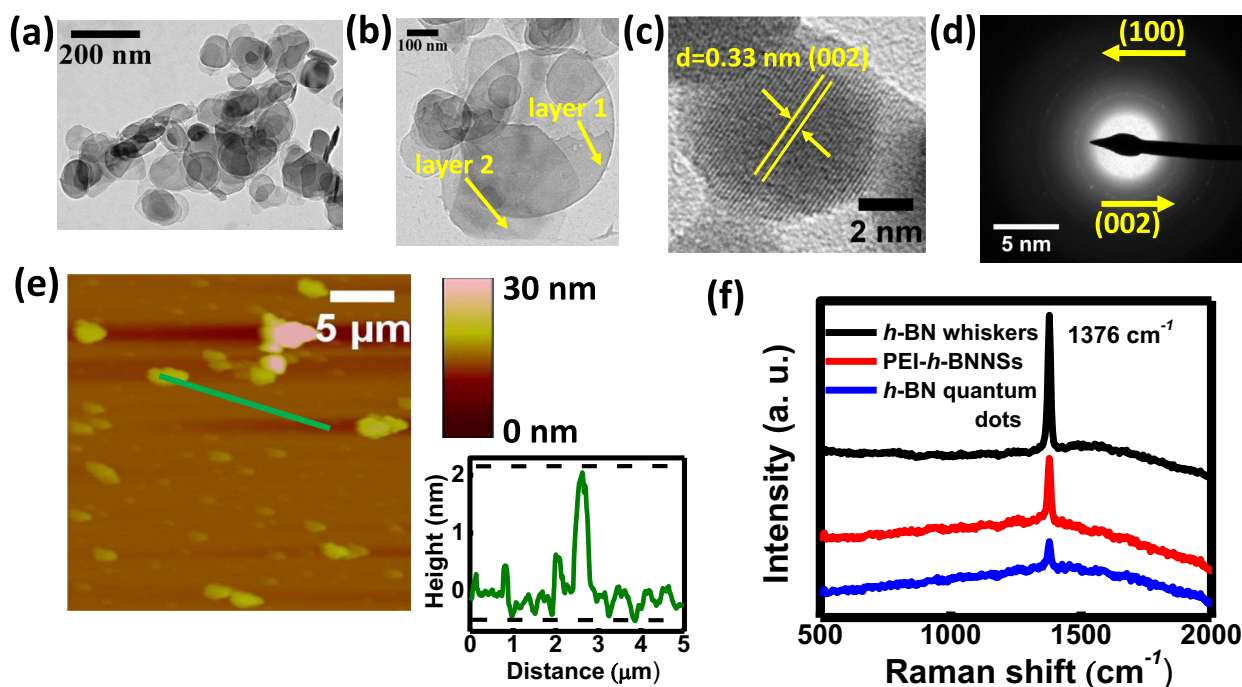 (a)
200 nm
(b)
100 nm
layer 1
layer 2
(c)
d=0.33 nm (002)
2 nm
(d)
(100)
(002)
5 nm
(e)
5 μm
30 nm
0 nm
Height (nm)
2
1
0
0 1 2 3 4 5
Distance (μm)
(f)
h-BN whiskers
PEI-h-BNNSs
h-BN quantum
dots
1376 cm⁻¹
Intensity (a. u.)
500 1000 1500 2000
Raman shift (cm⁻¹)